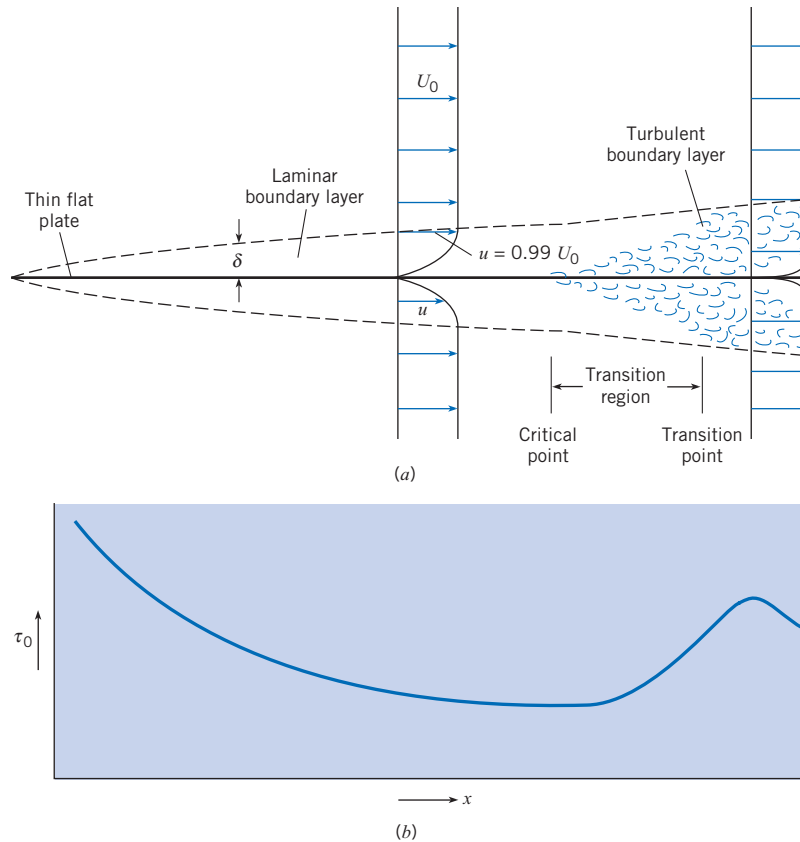 U₀
Turbulent
boundary layer
Laminar
boundary layer
Thin flat
plate
δ
u = 0.99 U₀
u
Transition
region
Critical
point
Transition
point
(a)
τ₀
x
(b)